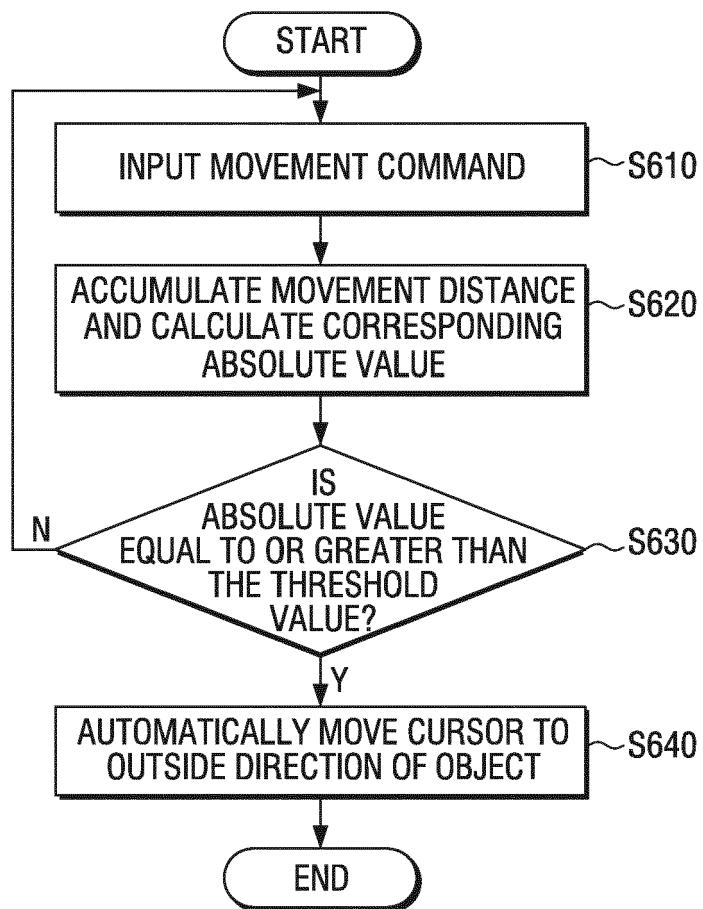 START
INPUT MOVEMENT COMMAND
S610
ACCUMULATE MOVEMENT DISTANCE
AND CALCULATE CORRESPONDING
ABSOLUTE VALUE
S620
IS
ABSOLUTE VALUE
EQUAL TO OR GREATER THAN
THE THRESHOLD
VALUE?
N
S630
Y
AUTOMATICALLY MOVE CURSOR TO
OUTSIDE DIRECTION OF OBJECT
S640
END